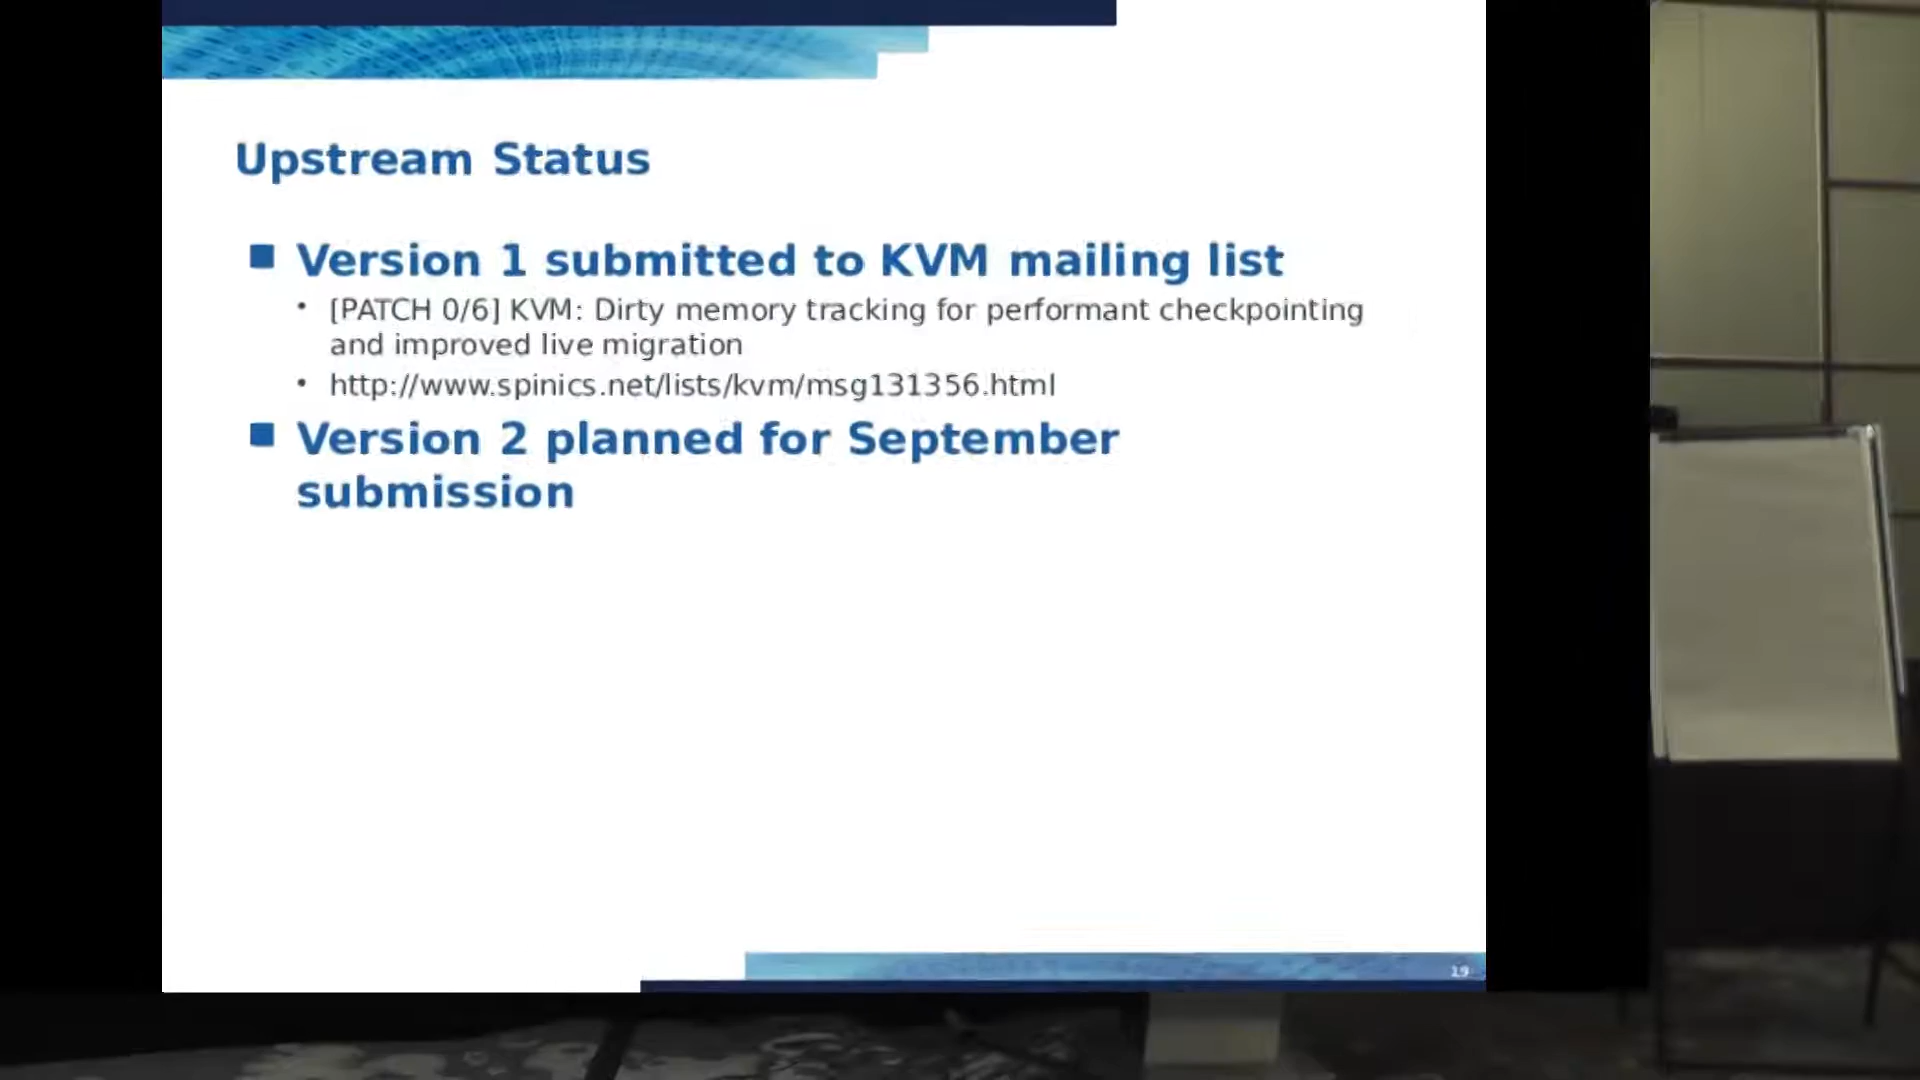 Upstream Status
Version 1 submitted to KVM mailing list
• [PATCH 0/6] KVM: Dirty memory tracking for performant checkpointing
and improved live migration
• http://www.spinics.net/lists/kvm/msg131356.html
Version 2 planned for September
submission
19